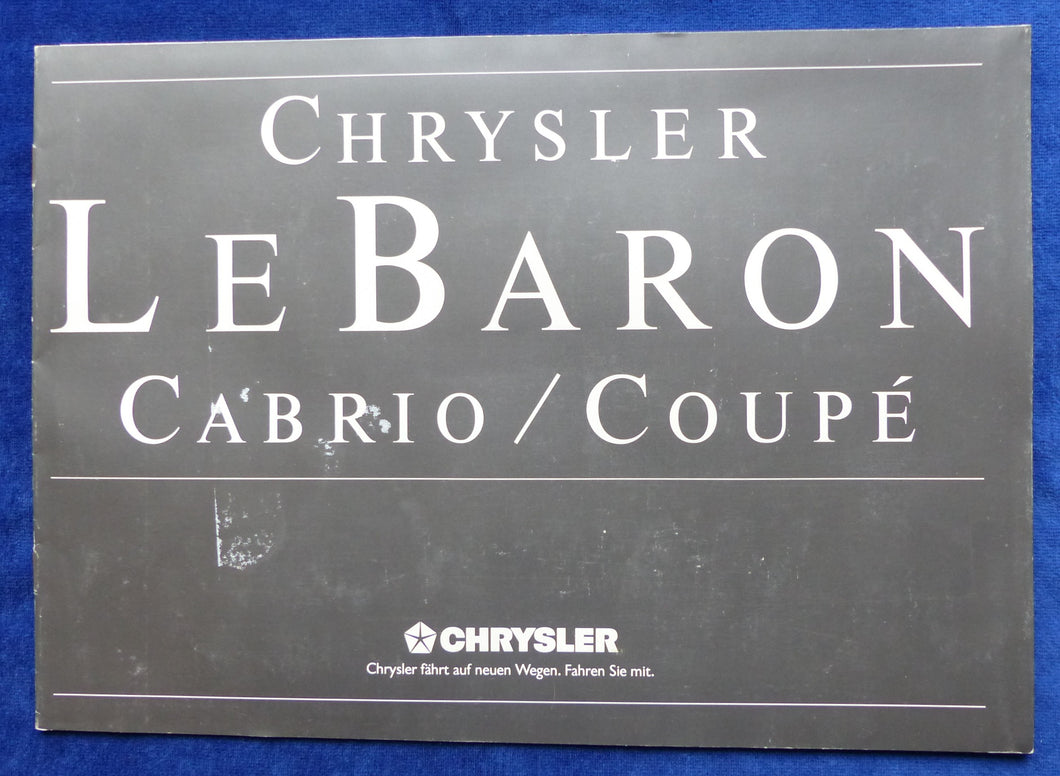 CHRYSLER
LEBARON
CABRIO / COUPÉ
CHRYSLER
Chrysler fährt auf neuen Wegen. Fahren Sie mit.